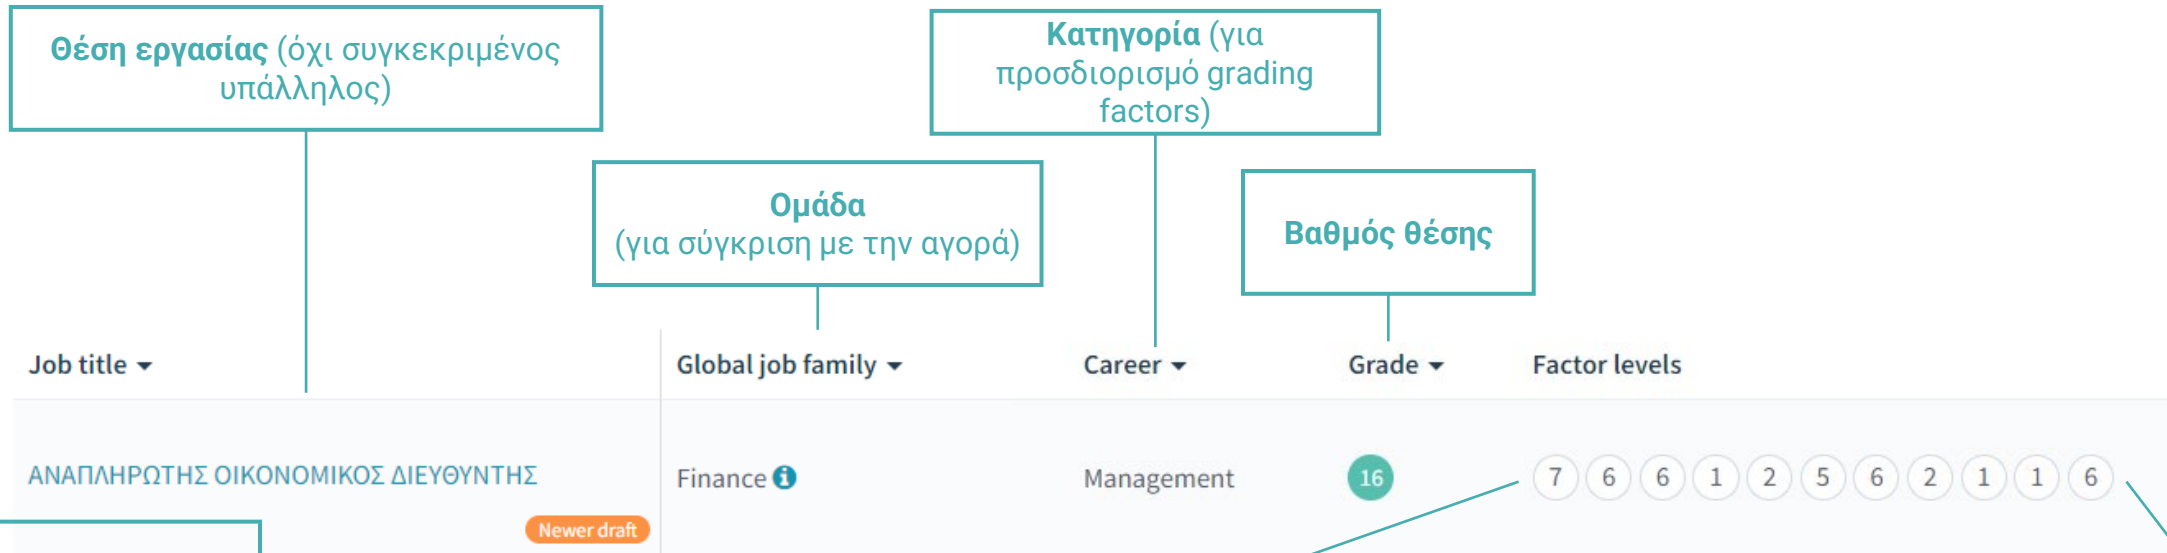 Θέση εργασίας (όχι συγκεκριμένος
υπάλληλος)
Κατηγορία (για
προσδιορισμό grading
factors)
Ομάδα
(για σύγκριση με την αγορά)
Βαθμός θέσης
Job title
Global job family
Career
Grade
Factor levels
ΑΝΑΠΛΗΡΩΤΗΣ ΟΙΚΟΝΟΜΙΚΟΣ ΔΙΕΥΘΥΝΤΗΣ
Finance i
Management
16
7 6 6 1 2 5 6 2 1 1 6
Newer draft